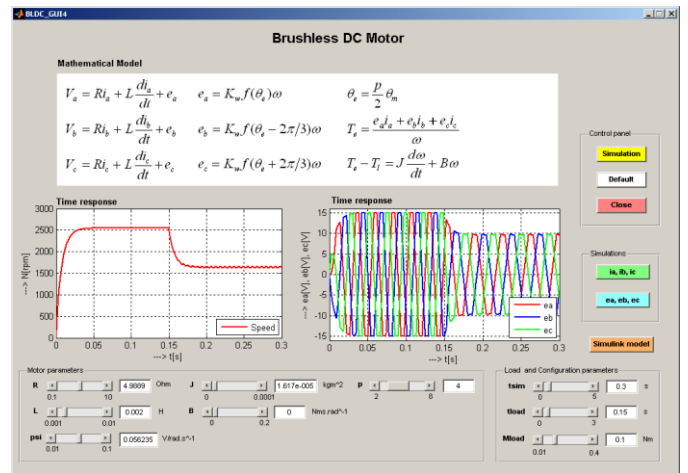 BLDC_GUI4
Brushless DC Motor
Mathematical Model
V_a = Ri_a + L di_a/dt + e_a   e_a = K_w f(θ_e)ω   θ_e = p/2 θ_m
V_b = Ri_b + L di_b/dt + e_b   e_b = K_w f(θ_e − 2π/3)ω   T_e = (e_a i_a + e_b i_b + e_c i_c)/ω
V_c = Ri_c + L di_c/dt + e_c   e_c = K_w f(θ_e + 2π/3)ω   T_e − T_l = J dω/dt + Bω
Control panel
Simulation
Default
Close
Time response
3000
2500
2000
1500
1000
500
0
---> N[rpm]
Speed
0 0.05 0.1 0.15 0.2 0.25 0.3
---> t[s]
Time response
15
10
5
0
-5
-10
-15
---> ea[V], eb[V], ec[V]
ea
eb
ec
0 0.05 0.1 0.15 0.2 0.25 0.3
---> t[s]
Simulations
ia, ib, ic
ea, eb, ec
Simulink model
Motor parameters
R 4.9889 Ohm J 1.617e-005 kgm^2 P 4
0.1 10 0 0.0001 2 8
L 0.002 H B 0 Nms.rad^-1
0.001 0.01 0 0.2
psi 0.056235 V/rad.s^-1
0.01 0.1
Load and Configuration parameters
tsim 0.3 s
0 5
tload 0.15 s
0 3
Mload 0.1 Nm
0.01 0.4